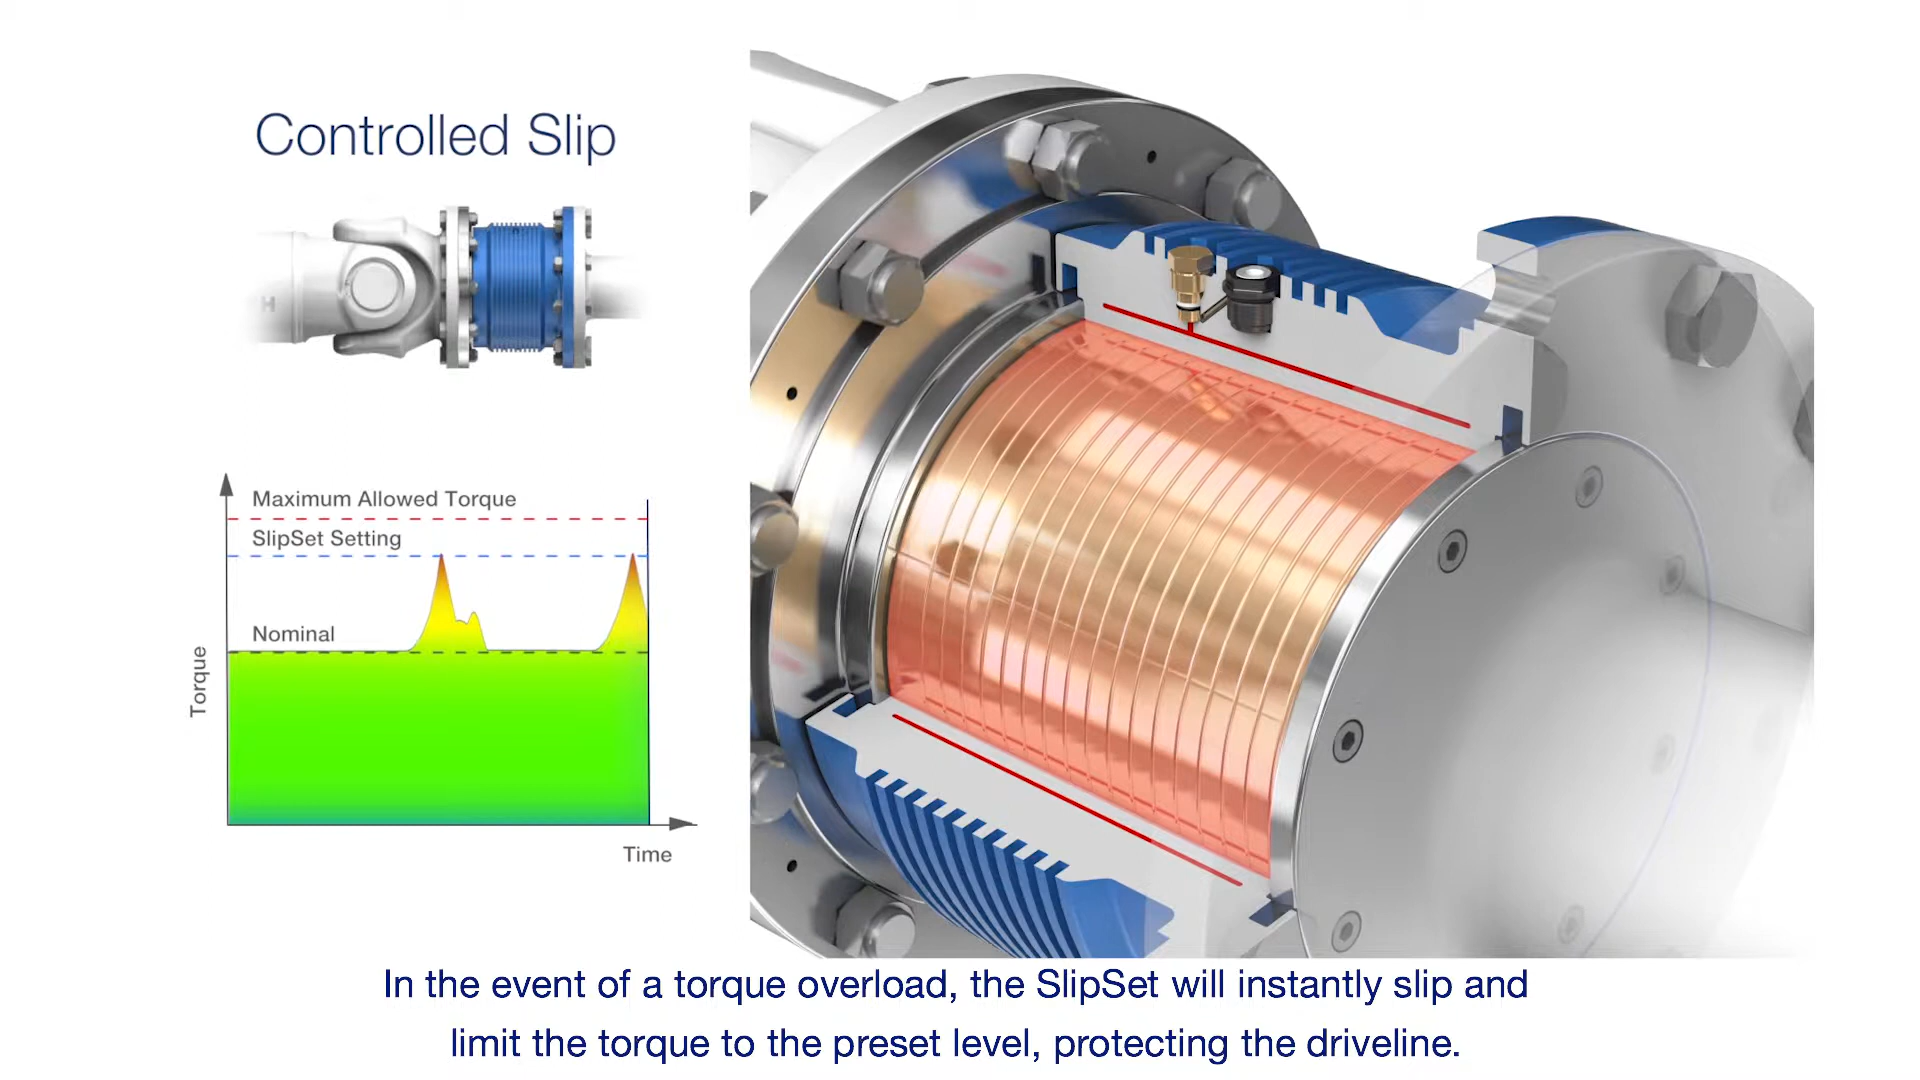 Controlled Slip
H
Maximum Allowed Torque
SlipSet Setting
Nominal
Torque
Time
In the event of a torque overload, the SlipSet will instantly slip and
limit the torque to the preset level, protecting the driveline.